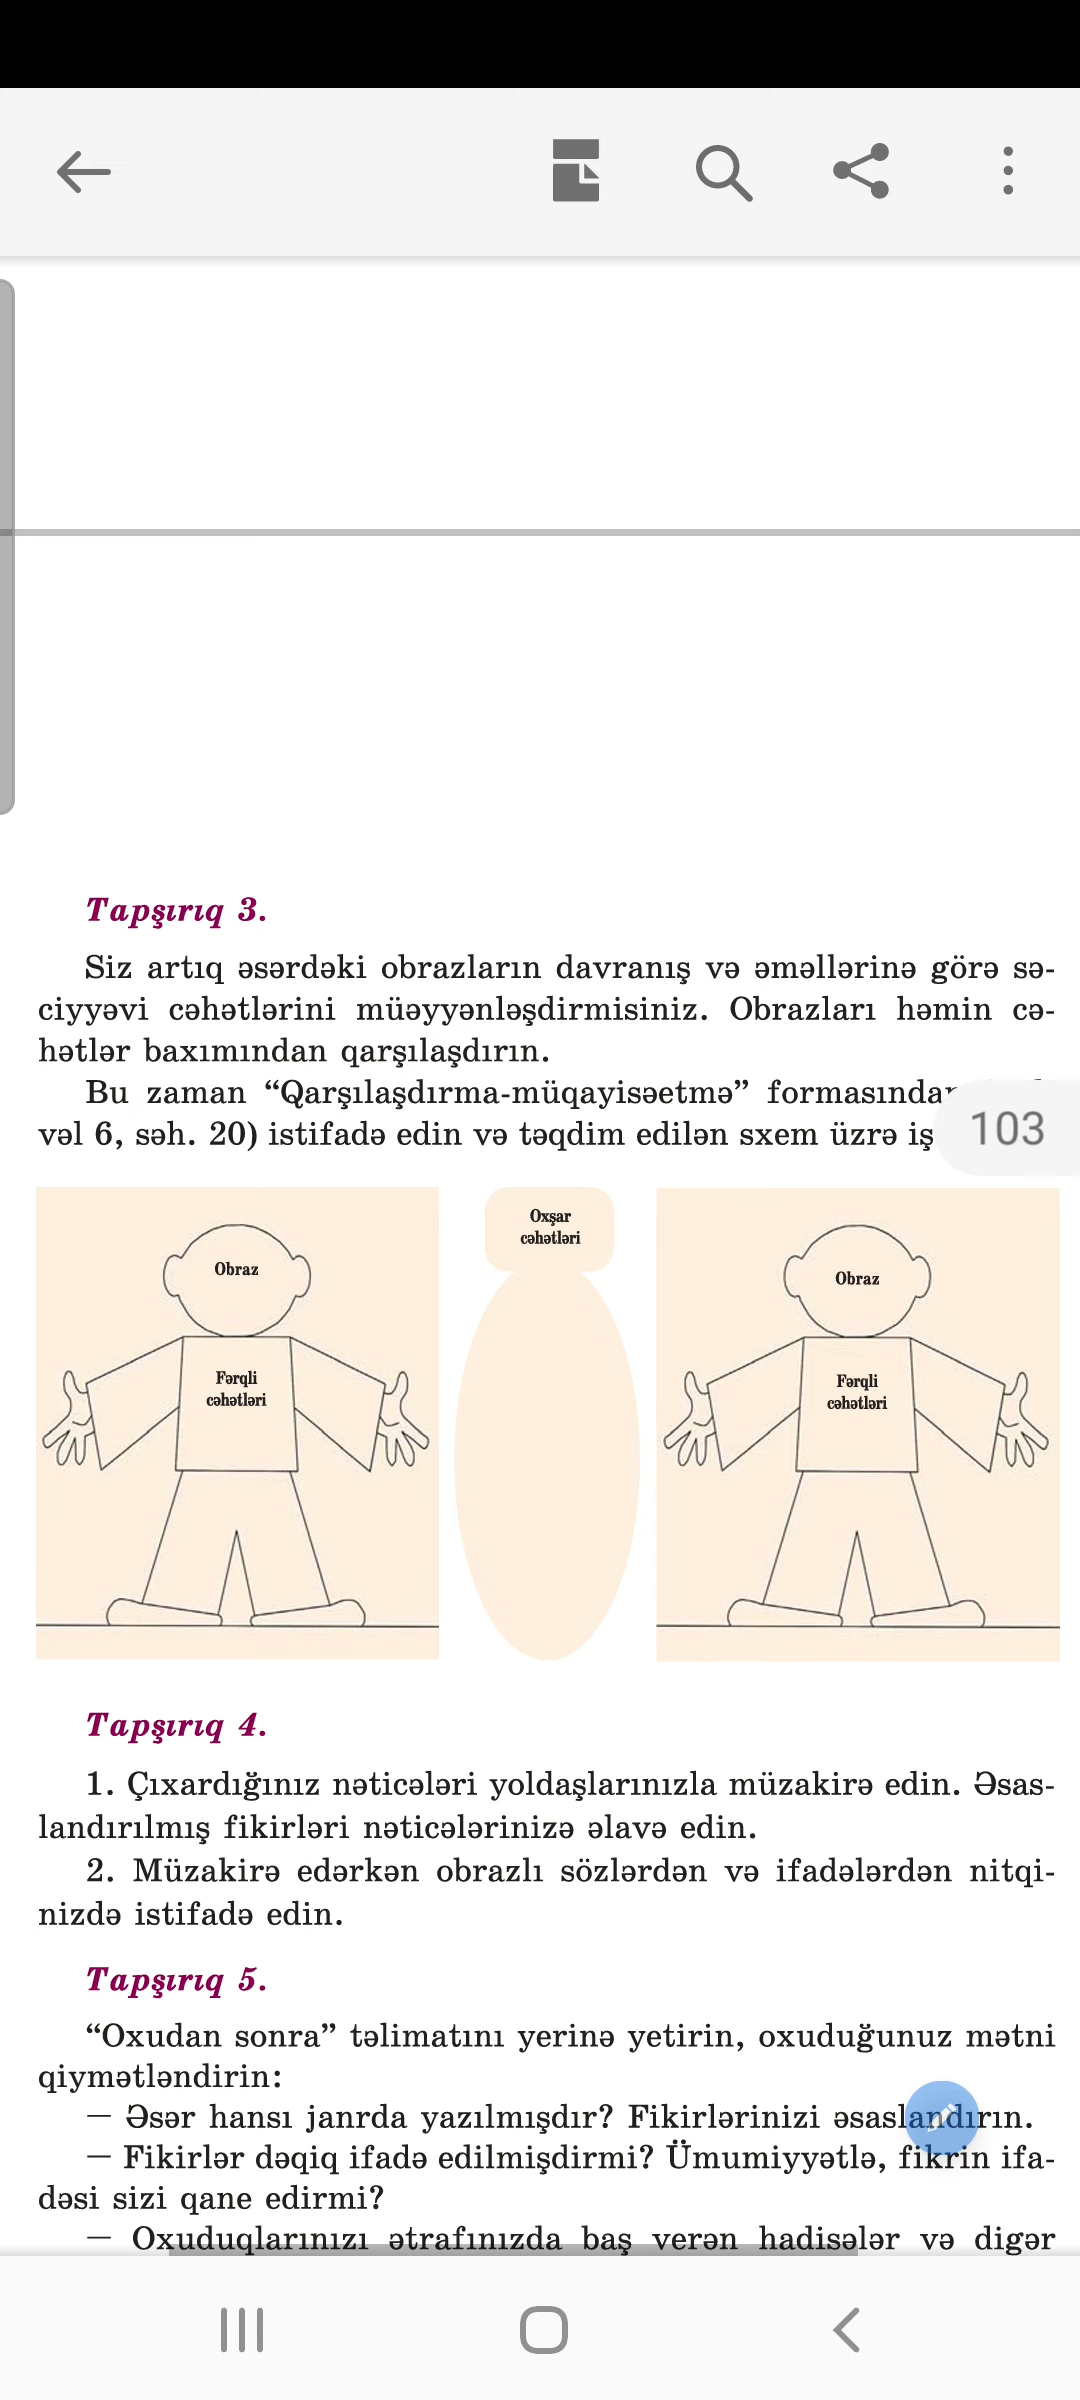 Tapşırıq 3.
Siz artıq əsərdəki obrazların davranış və əməllərinə görə sə-
ciyyəvi cəhətlərini müəyyənləşdirmisiniz. Obrazları həmin cə-
hətlər baxımından qarşılaşdırın.
Bu zaman “Qarşılaşdırma-müqayisəetmə”
vəl 6, səh. 20) istifadə edin və təqdim edilən sxem üzrə
103
Oxşar
cəhətləri
Obraz
Fərqli
cəhətləri
Obraz
Fərqli
cəhətləri
Tapşırıq 4.
1. Çıxardığınız nəticələri yoldaşlarınızla müzakirə edin. Əsas-
landırılmış fikirləri nəticələrinizə əlavə edin.
2. Müzakirə edərkən obrazlı sözlərdən və ifadələrdən nitqi-
nizdə istifadə edin.
Tapşırıq 5.
“Oxudan sonra” təlimatını yerinə yetirin, oxuduğunuz mətni
qiymətləndirin:
— Əsər hansı janrda yazılmışdır? Fikirlərinizi əsaslandırın.
— Fikirlər dəqiq ifadə edilmişdirmi? Ümumiyyətlə, fikrin ifa-
dəsi sizi qane edirmi?
— Oxuduqlarınızı ətrafınızda baş verən hadisələr və digər